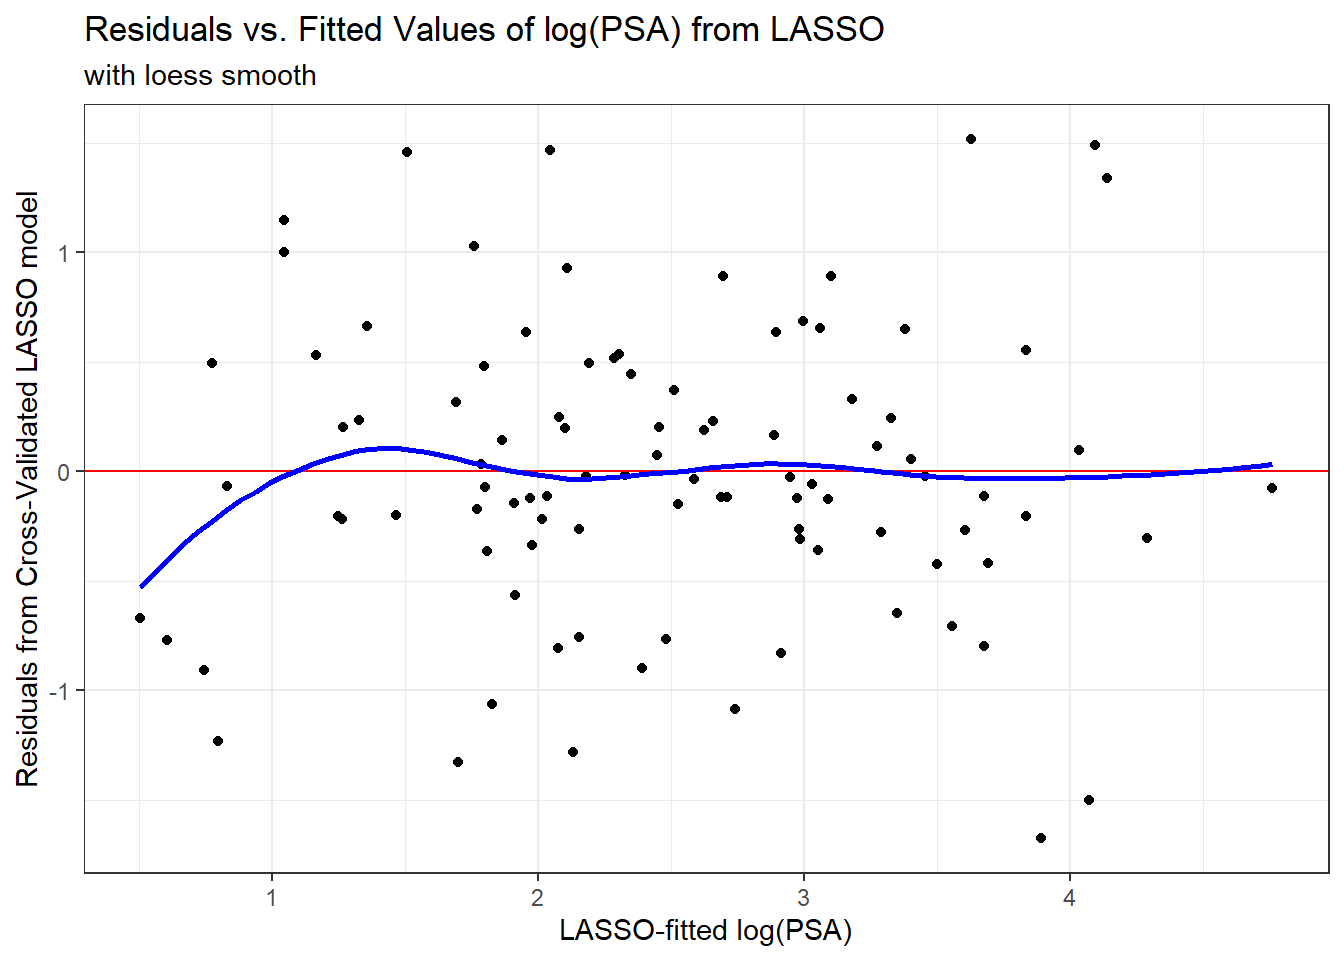 Residuals vs. Fitted Values of log(PSA) from LASSO
with loess smooth
Residuals from Cross-Validated LASSO model
1
0
-1
1
2
3
4
LASSO-fitted log(PSA)